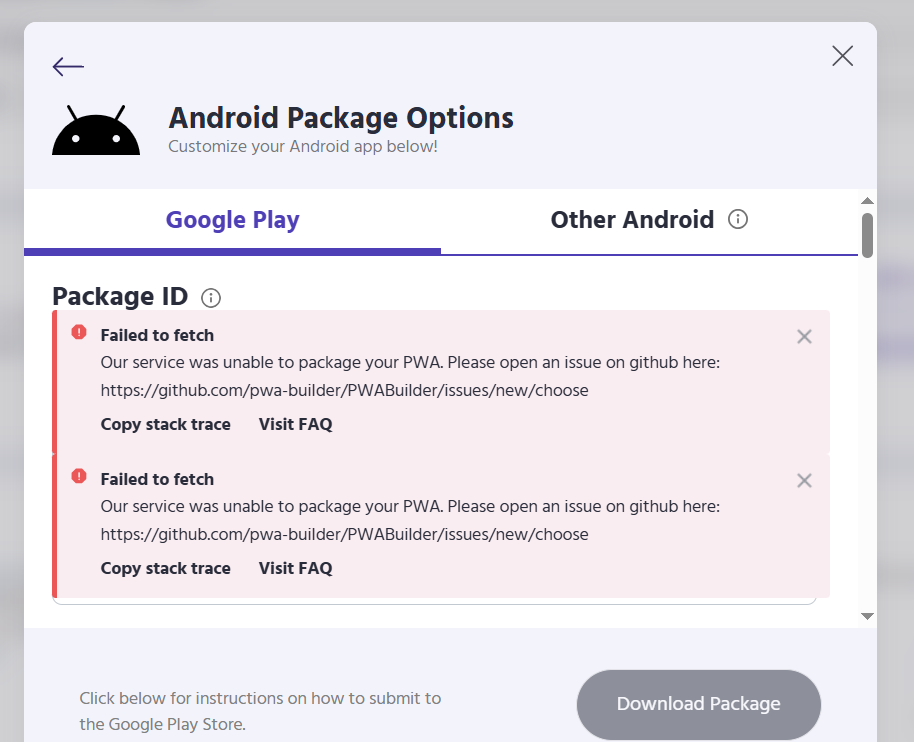 Android Package Options
Customize your Android app below!
Google Play
Other Android
Package ID
Failed to fetch
Our service was unable to package your PWA. Please open an issue on github here:
https://github.com/pwa-builder/PWABuilder/issues/new/choose
Copy stack trace Visit FAQ
Failed to fetch
Our service was unable to package your PWA. Please open an issue on github here:
https://github.com/pwa-builder/PWABuilder/issues/new/choose
Copy stack trace Visit FAQ
Click below for instructions on how to submit to
the Google Play Store.
Download Package